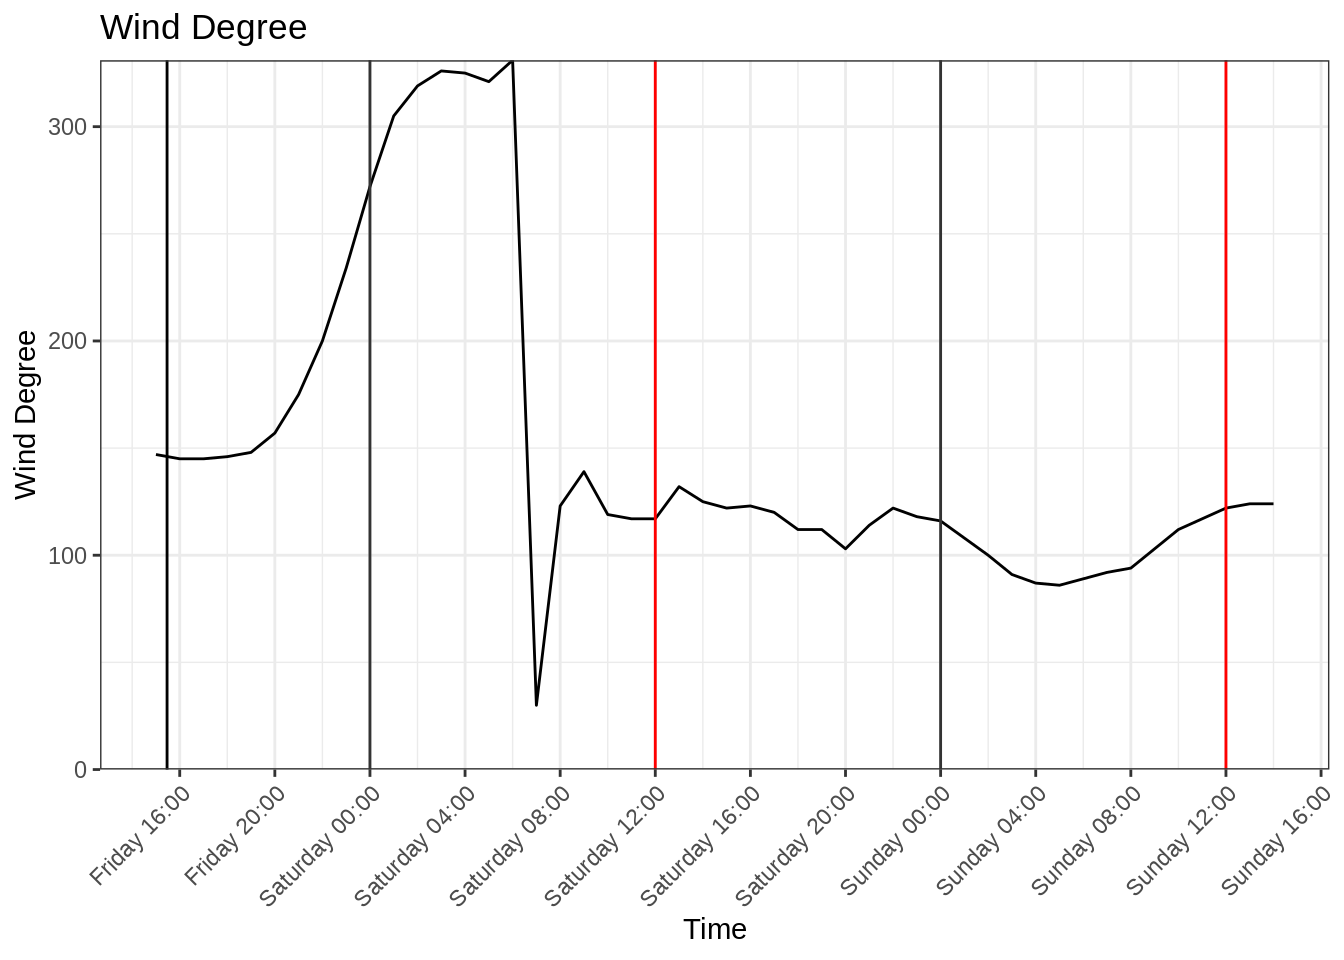 Wind Degree
Wind Degree
300
200
100
0
Friday 16:00
Friday 20:00
Saturday 00:00
Saturday 04:00
Saturday 08:00
Saturday 12:00
Saturday 16:00
Saturday 20:00
Sunday 00:00
Sunday 04:00
Sunday 08:00
Sunday 12:00
Sunday 16:00
Time